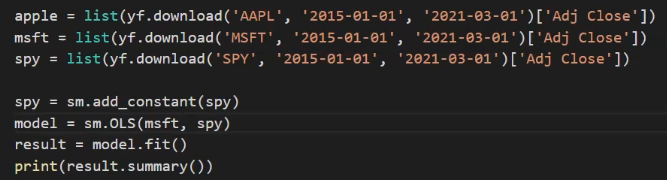 apple = list(yf.download('AAPL', '2015-01-01', '2021-03-01')['Adj Close'])
msft = list(yf.download('MSFT', '2015-01-01', '2021-03-01')['Adj Close'])
spy = list(yf.download('SPY', '2015-01-01', '2021-03-01')['Adj Close'])

spy = sm.add_constant(spy)
model = sm.OLS(msft, spy)
result = model.fit()
print(result.summary())